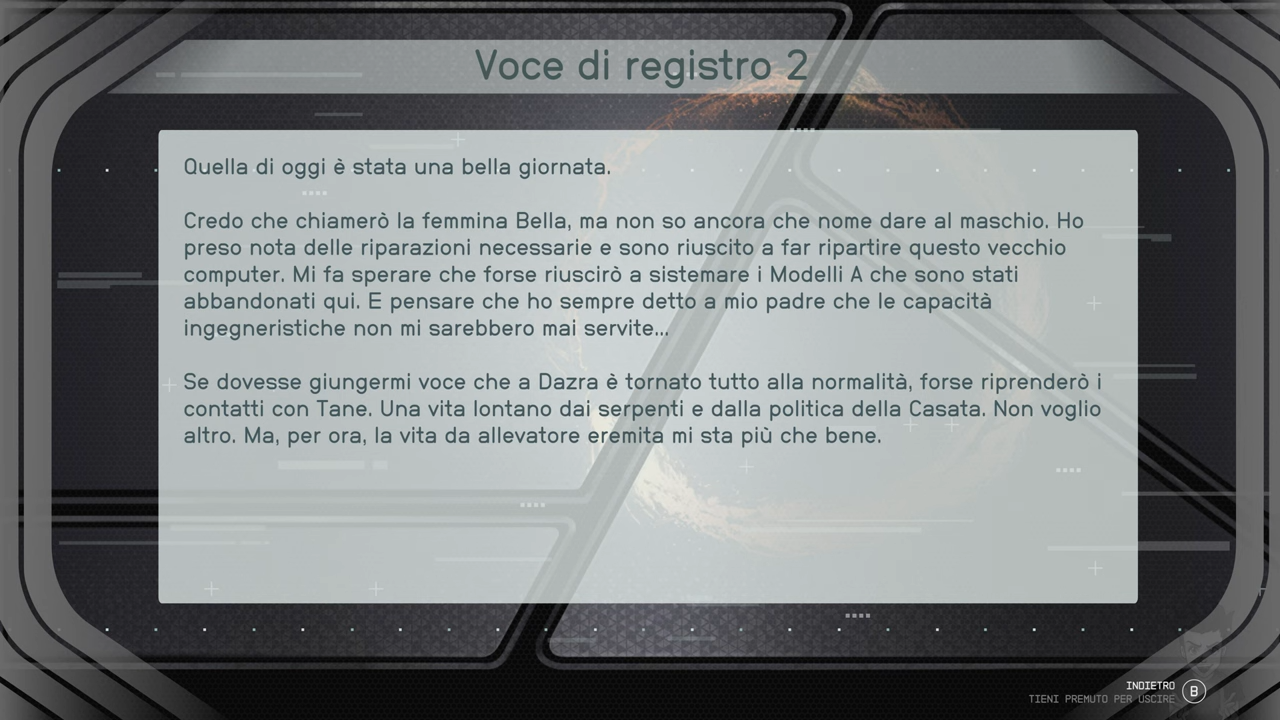 Voce di registro 2
Quella di oggi è stata una bella giornata.
Credo che chiamerò la femmina Bella, ma non so ancora che nome dare al maschio. Ho
preso nota delle riparazioni necessarie e sono riuscito a far ripartire questo vecchio
computer. Mi fa sperare che forse riuscirò a sistemare i Modelli A che sono stati
abbandonati qui. E pensare che ho sempre detto a mio padre che le capacità
ingegneristiche non mi sarebbero mai servite...
Se dovesse giungermi voce che a Dazra è tornato tutto alla normalità, forse riprenderò i
contatti con Tane. Una vita lontano dai serpenti e dalla politica della Casata. Non voglio
altro. Ma, per ora, la vita da allevatore eremita mi sta più che bene.
INDIETRO B
TIENI PREMUTO PER USCIRE